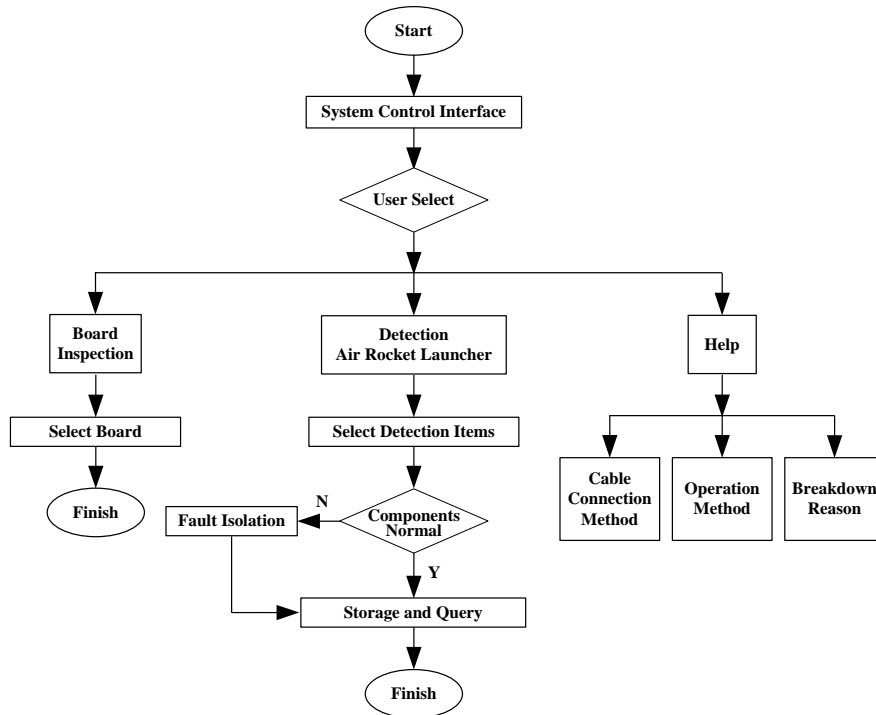 Start
System Control Interface
User Select
Board
Inspection
Detection
Air Rocket Launcher
Help
Select Board
Select Detection Items
Cable
Connection
Method
Operation
Method
Breakdown
Reason
Finish
Fault Isolation
N
Components
Normal
Y
Storage and Query
Finish